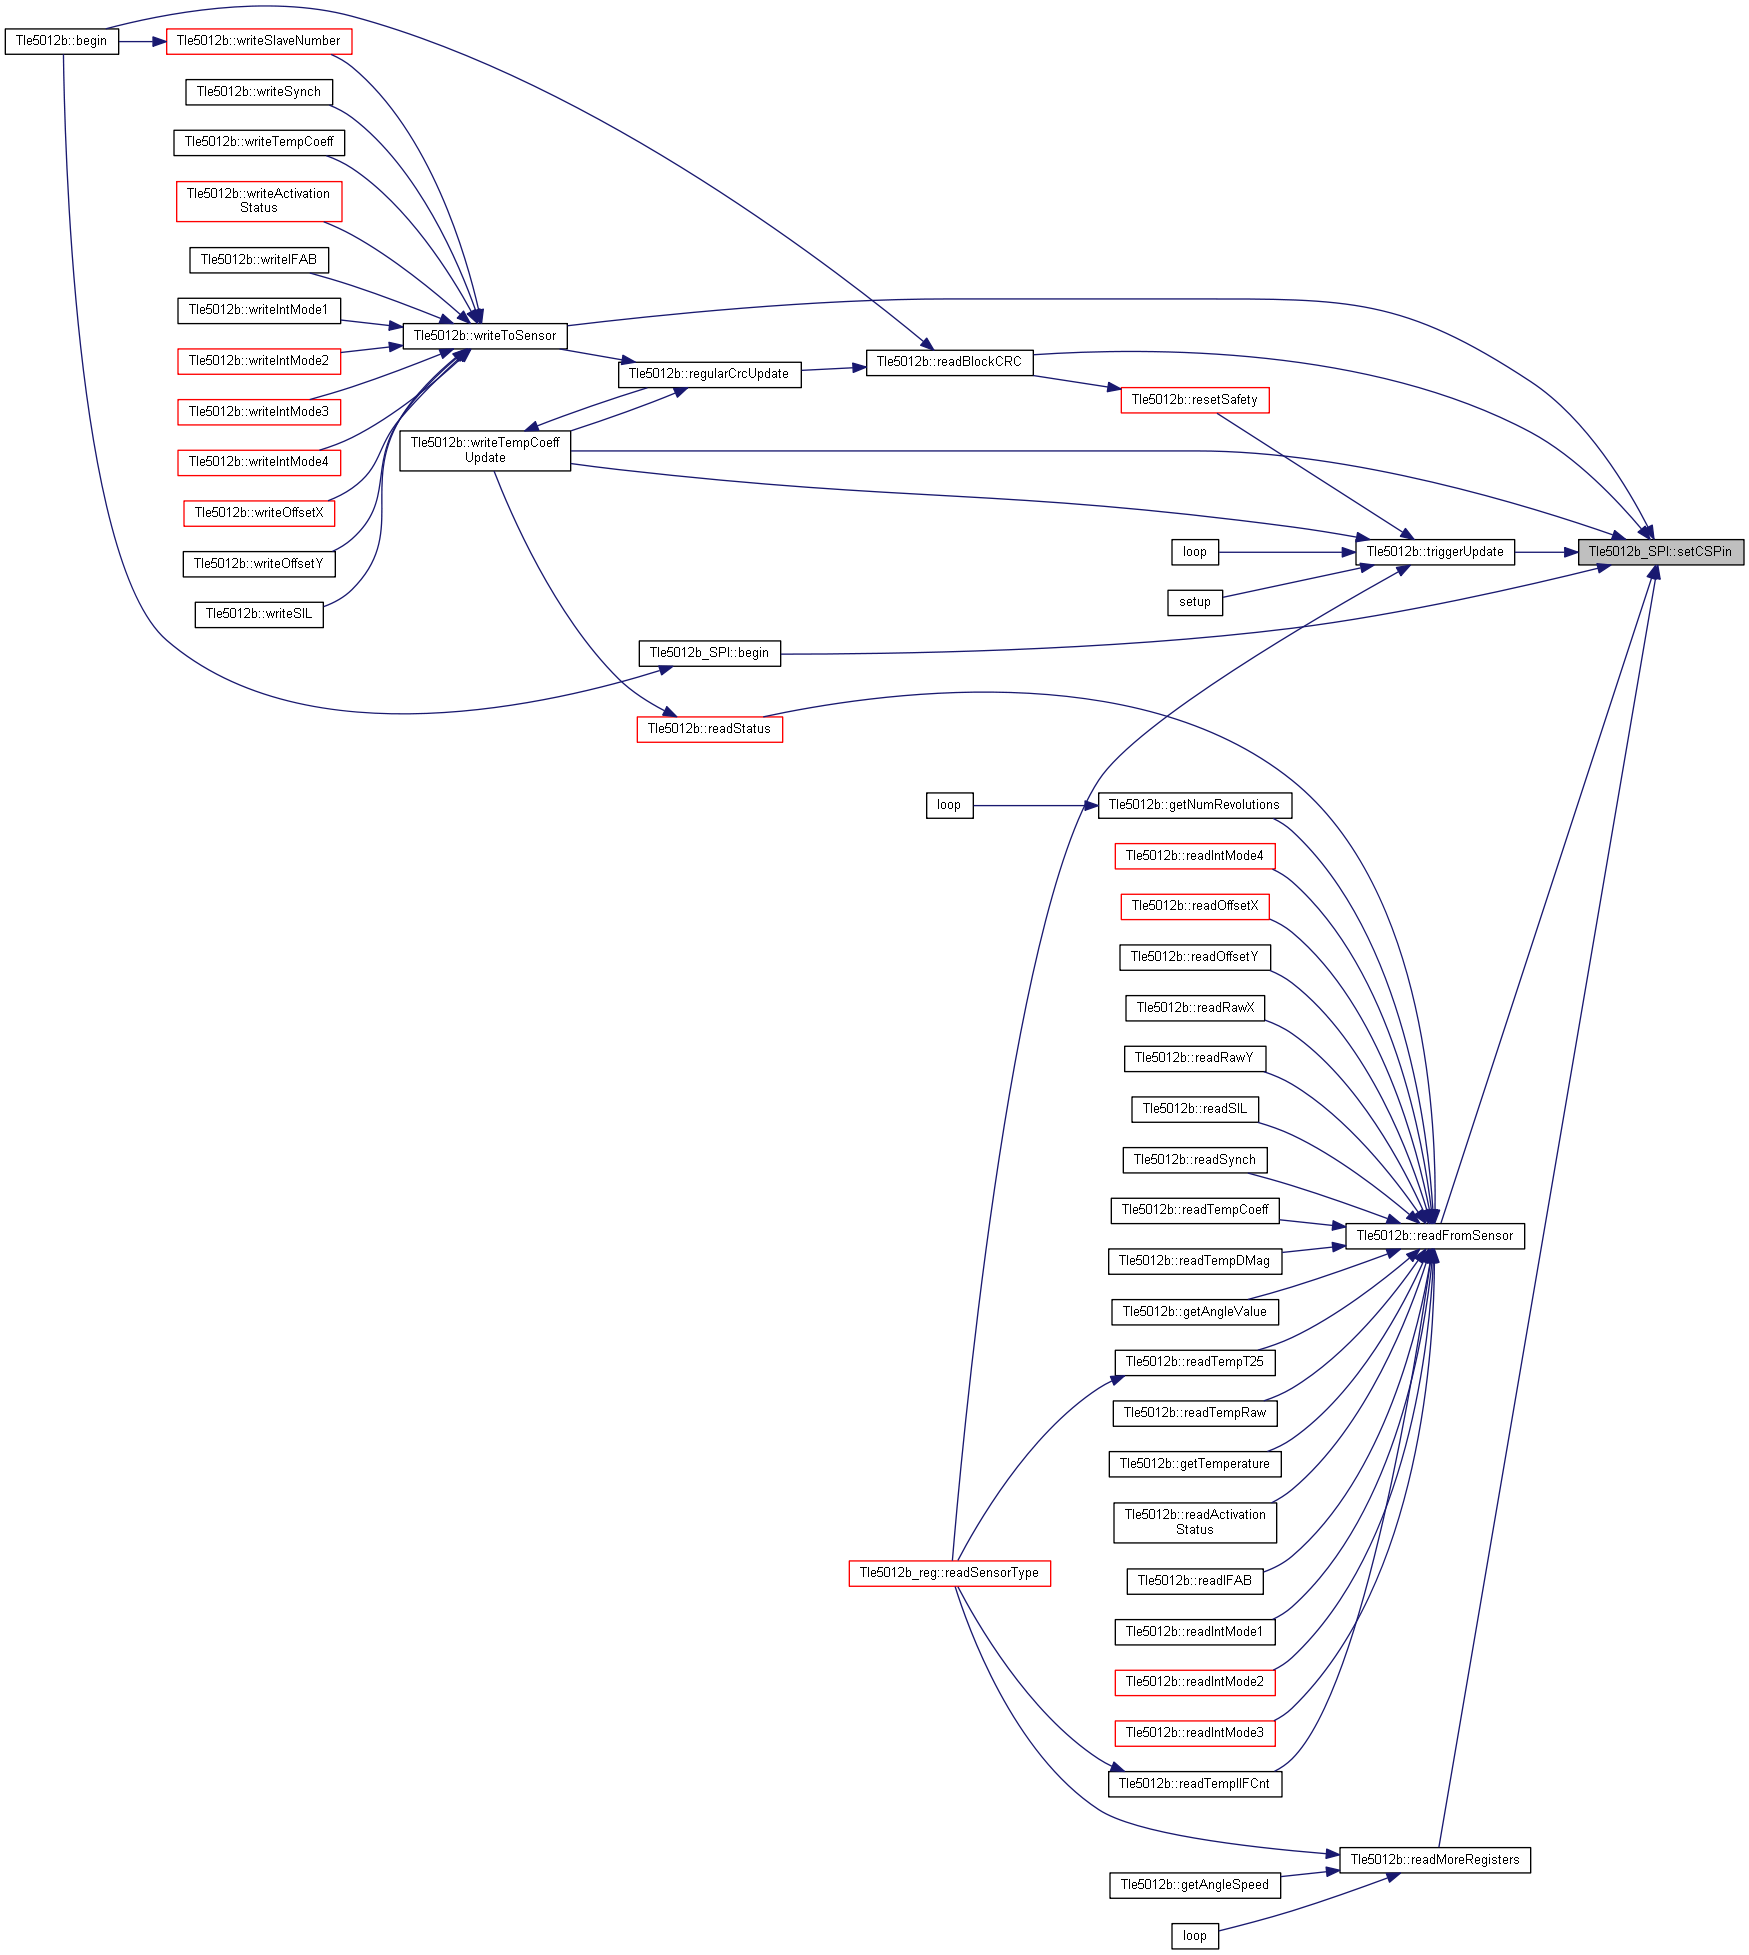 Tle5012b::begin
Tle5012b::writeSlaveNumber
Tle5012b::writeSynch
Tle5012b::writeTempCoeff
Tle5012b::writeActivation
Status
Tle5012b::writeIFAB
Tle5012b::writeIntMode1
Tle5012b::writeIntMode2
Tle5012b::writeIntMode3
Tle5012b::writeIntMode4
Tle5012b::writeOffsetX
Tle5012b::writeOffsetY
Tle5012b::writeSIL
Tle5012b::writeToSensor
Tle5012b::writeTempCoeff
Update
Tle5012b::regularCrcUpdate
Tle5012b_SPI::begin
Tle5012b::readStatus
Tle5012b::readBlockCRC
Tle5012b::resetSafety
loop
setup
Tle5012b::triggerUpdate
Tle5012b_SPI::setCSPin
loop
Tle5012b::getNumRevolutions
Tle5012b::readIntMode4
Tle5012b::readOffsetX
Tle5012b::readOffsetY
Tle5012b::readRawX
Tle5012b::readRawY
Tle5012b::readSIL
Tle5012b::readSynch
Tle5012b::readTempCoeff
Tle5012b::readFromSensor
Tle5012b::readTempDMag
Tle5012b::getAngleValue
Tle5012b::readTempT25
Tle5012b::readTempRaw
Tle5012b::getTemperature
Tle5012b::readActivation
Status
Tle5012b_reg::readSensorType
Tle5012b::readIFAB
Tle5012b::readIntMode1
Tle5012b::readIntMode2
Tle5012b::readIntMode3
Tle5012b::readTempIIFCnt
Tle5012b::readMoreRegisters
Tle5012b::getAngleSpeed
loop